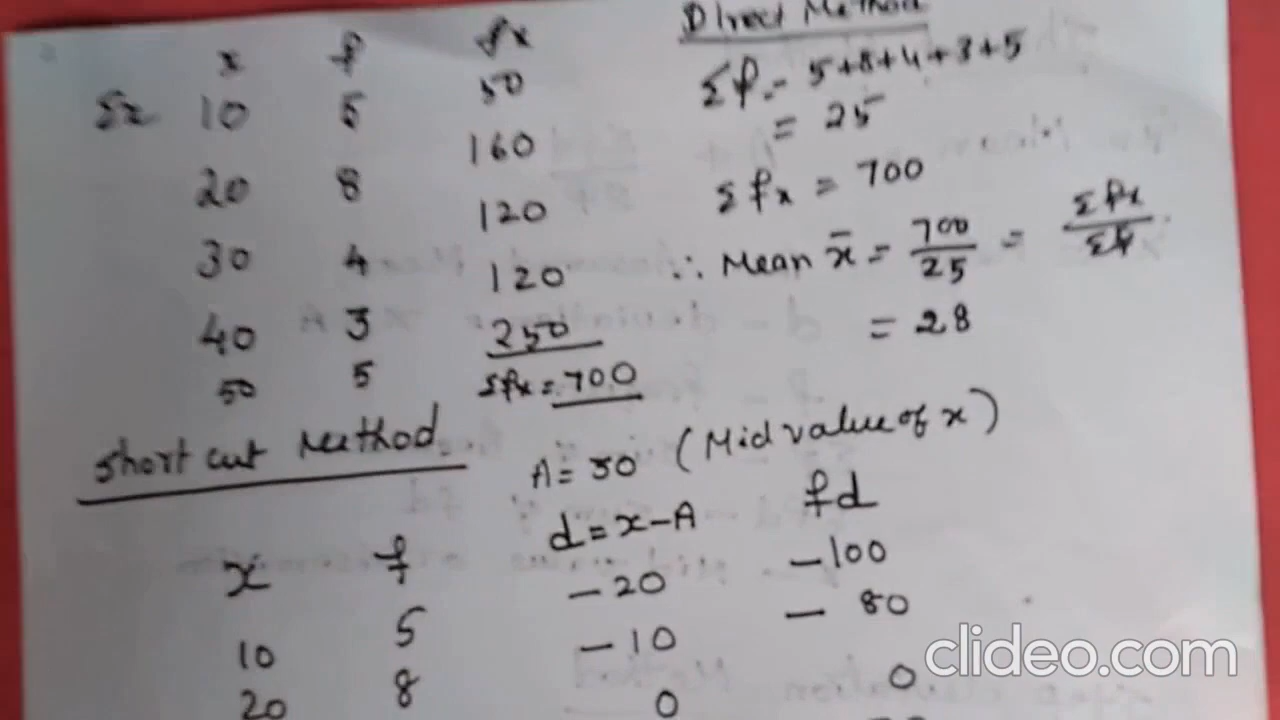 x f fx
Direct Method
Σx 10 5 50
Σf = 5+8+4+3+5
= 25
20 8 160
Σfx = 700
30 4 120
∴ Mean x̄ = 700/25 = Σfx/Σf
40 3 120
= 28
50 5 250
Σfx = 700
Short cut Method
A = 30 (Mid value of x)
x f d = x-A fd
10 5 -20 -100
20 8 -10 -80
0 0
clideo.com